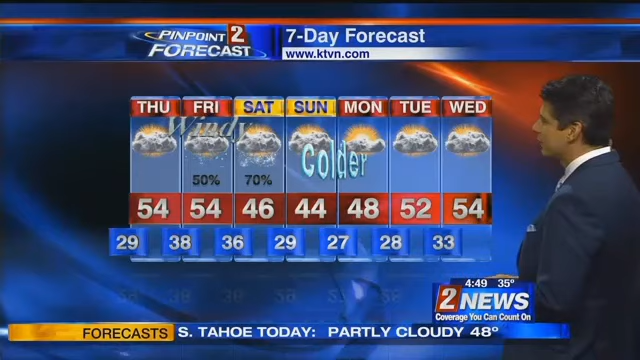 PINPOINT 2
FORECAST
7-Day Forecast
www.ktvn.com
THU FRI SAT SUN MON TUE WED
Windy
Colder
50% 70%
54 54 46 44 48 52 54
29 38 36 29 27 28 33
4:49 35°
2 NEWS
Coverage You Can Count On
FORECASTS S. TAHOE TODAY: PARTLY CLOUDY 48°